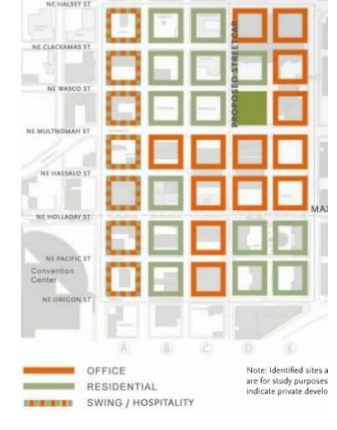 NE HALSEY ST
NE CLACKAMAS ST
NE WASCO ST
NE MULTNOMAH ST
NE HASSALO ST
NE HOLLADAY ST
NE PACIFIC ST
NE OREGON ST
PROPOSED STREETCAR
MAX
Convention
Center
A B C D E
OFFICE
RESIDENTIAL
SWING / HOSPITALITY
Note: Identified sites a
are for study purposes
indicate private develo